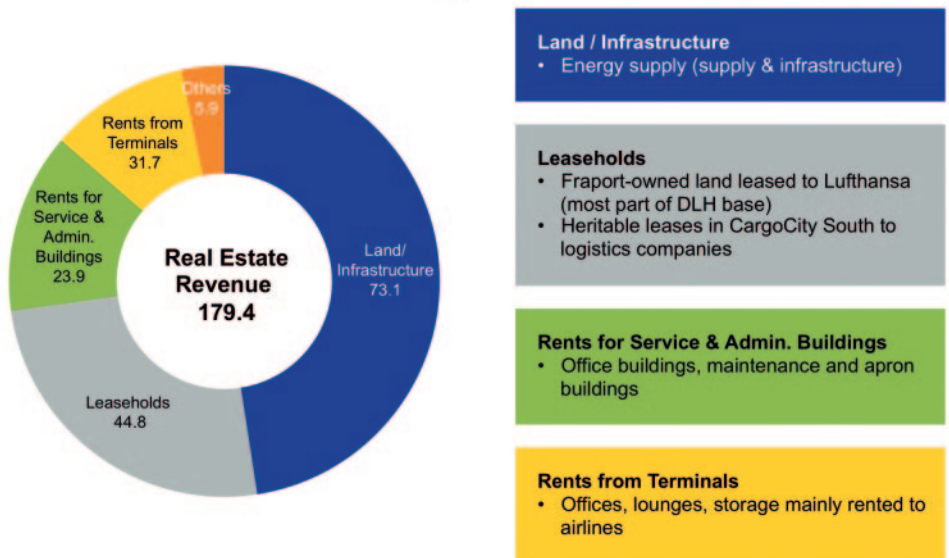 Others
5.9
Rents from
Terminals
31.7
Rents for
Service &
Admin.
Buildings
23.9
Real Estate
Revenue
179.4
Land/
Infrastructure
73.1
Leaseholds
44.8
Land / Infrastructure
• Energy supply (supply & infrastructure)
Leaseholds
• Fraport-owned land leased to Lufthansa
(most part of DLH base)
• Heritable leases in CargoCity South to
logistics companies
Rents for Service & Admin. Buildings
• Office buildings, maintenance and apron
buildings
Rents from Terminals
• Offices, lounges, storage mainly rented to
airlines